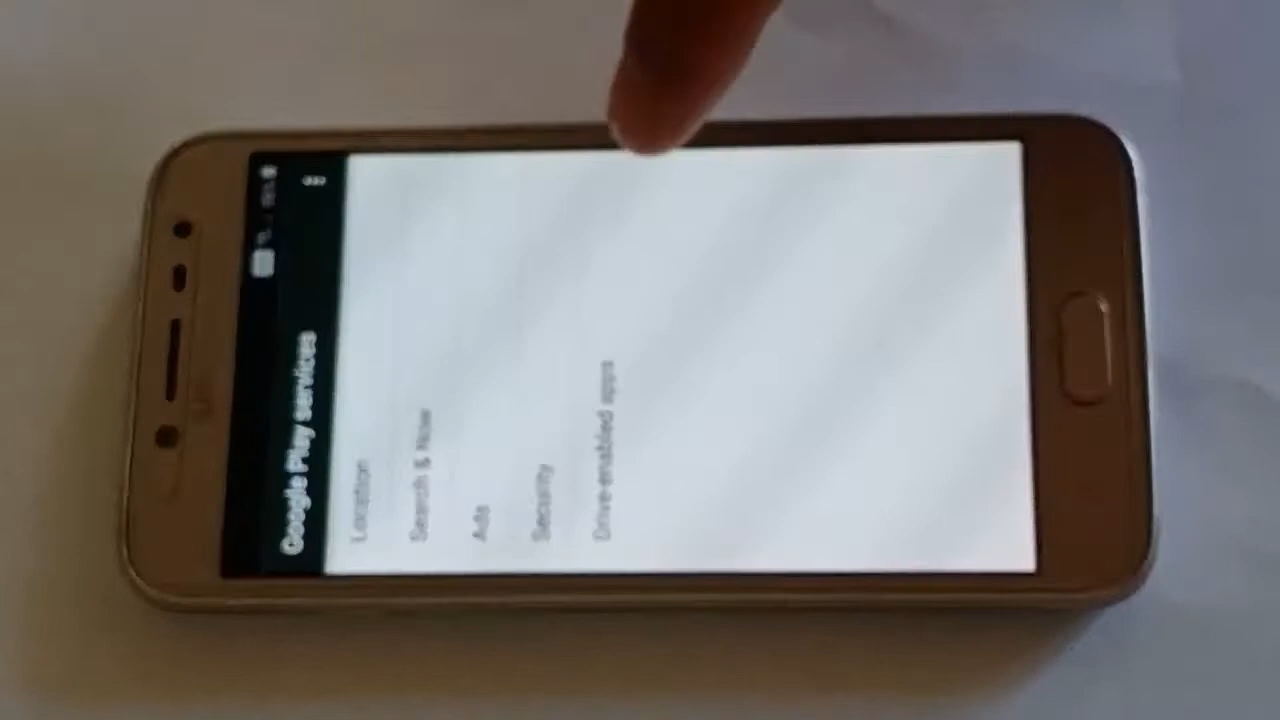 Google Play services
Location
Search & Now
Ads
Security
Drive-enabled apps